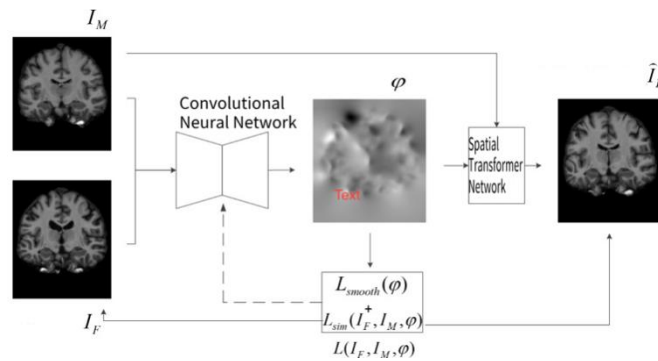 I_M
φ
Î_F
Convolutional
Neural Network
Spatial
Transformer
Network
Text
L_smooth(φ)
+
L_sim(I_F, I_M, φ)
I_F
L(I_F, I_M, φ)